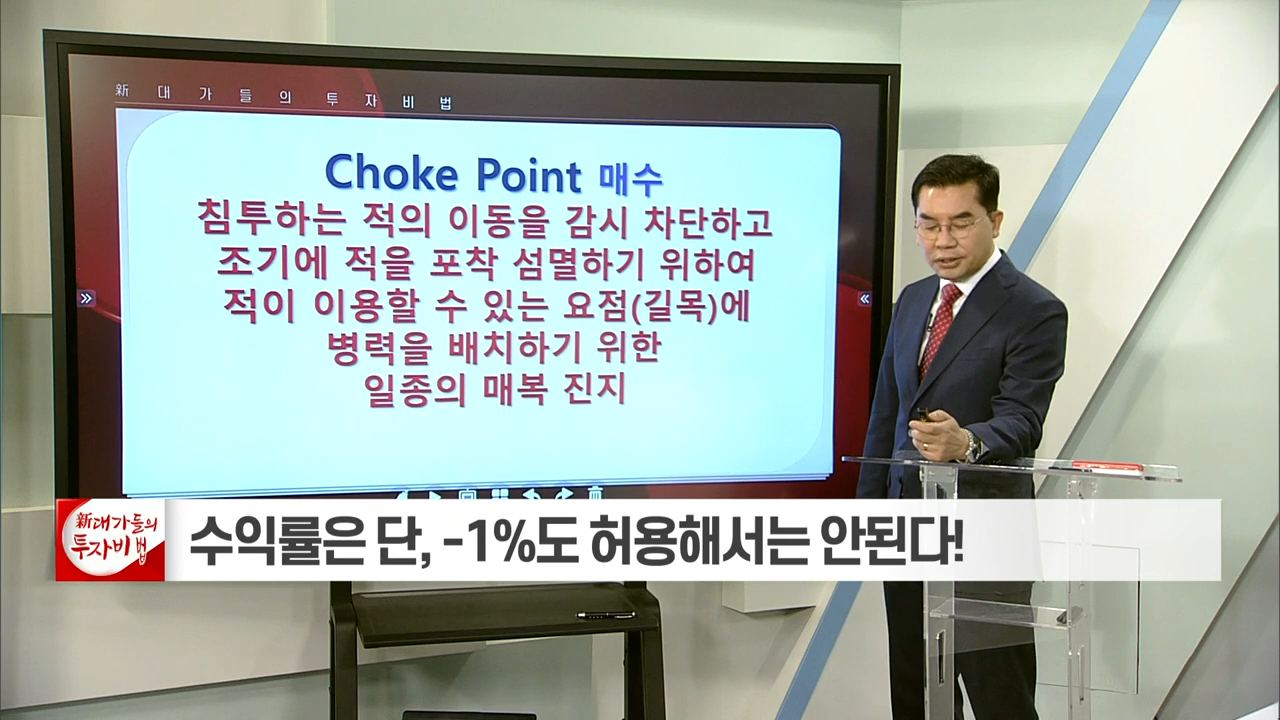 新 대 가 들 의 투 자 비 법
Choke Point 매수
침투하는 적의 이동을 감시 차단하고
조기에 적을 포착 섬멸하기 위하여
적이 이용할 수 있는 요점(길목)에
병력을 배치하기 위한
일종의 매복 진지
新대가들의
투자비법
수익률은 단, -1%도 허용해서는 안된다!